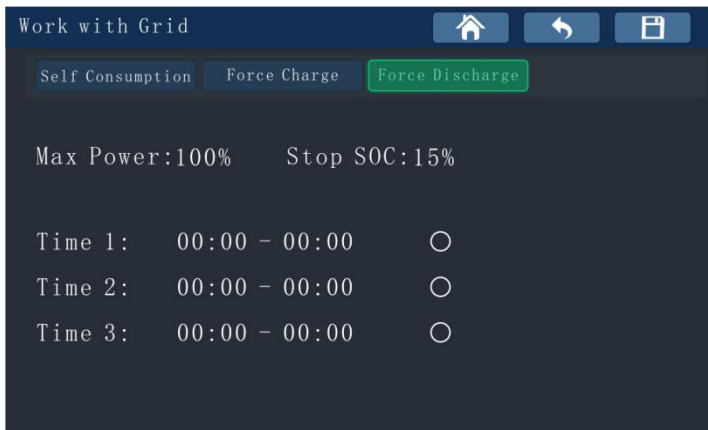 Work with Grid
Self Consumption Force Charge Force Discharge
Max Power:100% Stop SOC:15%
Time 1: 00:00 - 00:00
Time 2: 00:00 - 00:00
Time 3: 00:00 - 00:00